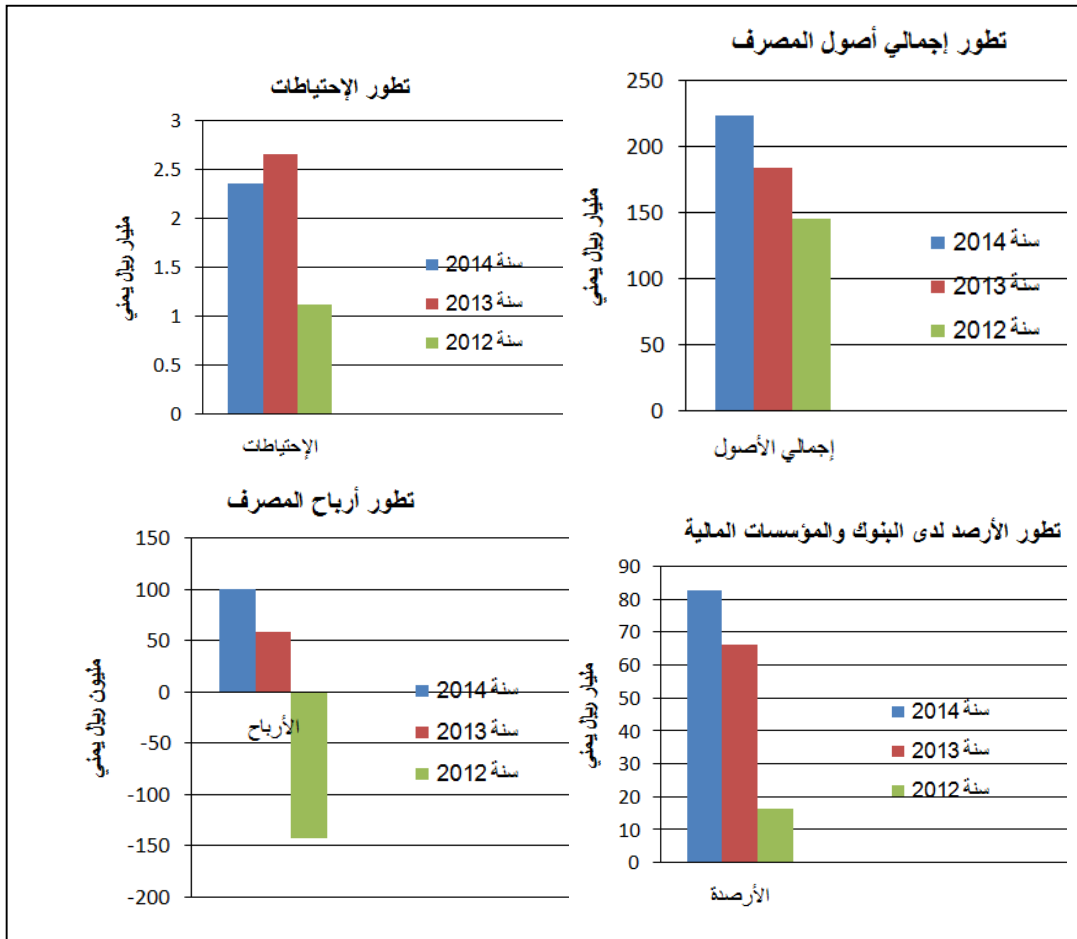 تطور إجمالي أصول المصرف
250
200
150
100
50
0
مليار ريال يمني
سنة 2014
سنة 2013
سنة 2012
إجمالي الأصول
تطور الإحتياطات
3
2.5
2
1.5
1
0.5
0
مليار ريال يمني
سنة 2014
سنة 2013
سنة 2012
الإحتياطات
تطور الأرصد لدى البنوك والمؤسسات المالية
90
80
70
60
50
40
30
20
10
0
مليار ريال يمني
سنة 2014
سنة 2013
سنة 2012
الأرصدة
تطور أرباح المصرف
150
100
50
0
-50
-100
-150
-200
مليون ريال يمني
سنة 2014
سنة 2013
سنة 2012
الأرباح